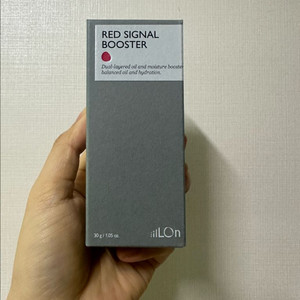 RED SIGNAL
BOOSTER
Dual-layered oil and moisture booster
balanced oil and hydration.
30 g / 1.05 oz.